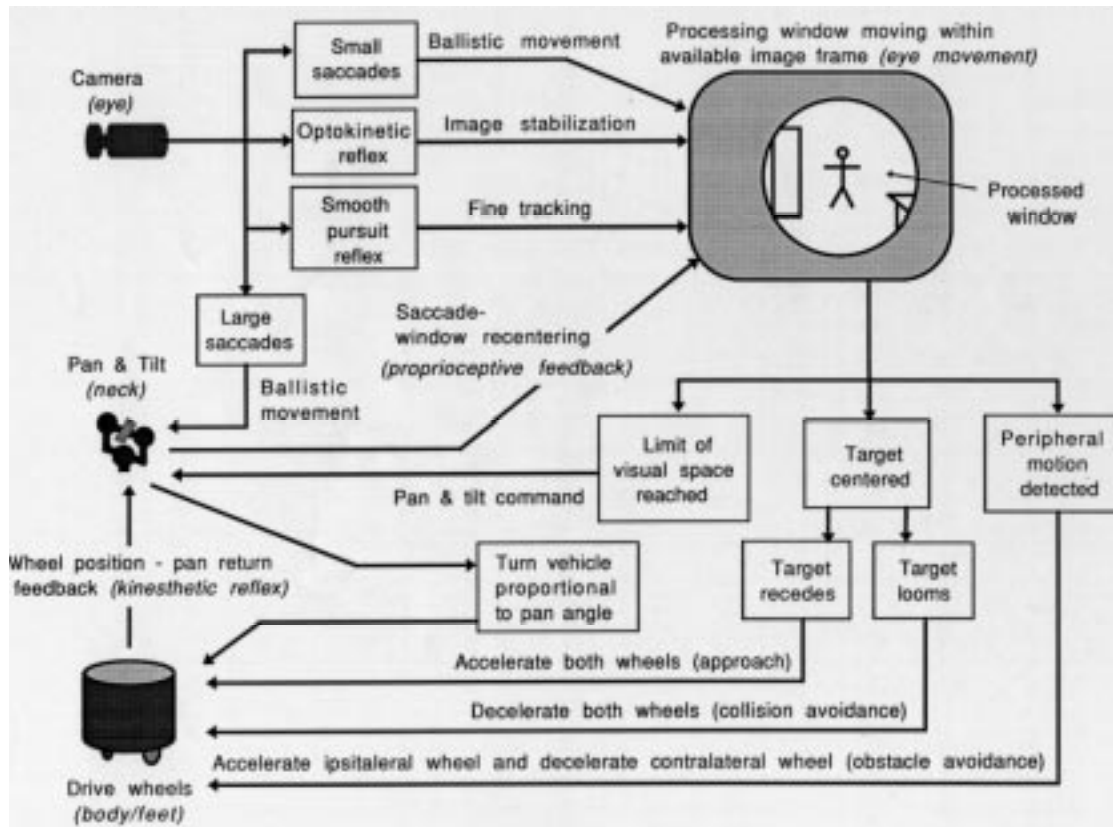 Small
saccades
Ballistic movement
Processing window moving within
available image frame (eye movement)
Camera
(eye)
Optokinetic
reflex
Image stabilization
Processed
window
Smooth
pursuit
reflex
Fine tracking
Large
saccades
Saccade-
window recentering
(proprioceptive feedback)
Pan & Tilt
(neck)
Ballistic
movement
Limit of
visual space
reached
Target
centered
Peripheral
motion
detected
Pan & tilt command
Wheel position - pan return
feedback (kinesthetic reflex)
Turn vehicle
proportional
to pan angle
Target
recedes
Target
looms
Accelerate both wheels (approach)
Decelerate both wheels (collision avoidance)
Accelerate ipsitaleral wheel and decelerate contralateral wheel (obstacle avoidance)
Drive wheels
(body/feet)